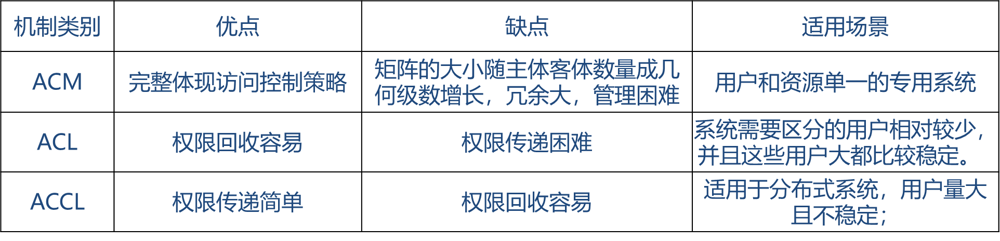 机制类别 优点 缺点 适用场景
ACM 完整体现访问控制策略 矩阵的大小随主体客体数量成几
何级数增长，冗余大，管理困难 用户和资源单一的专用系统
ACL 权限回收容易 权限传递困难 系统需要区分的用户相对较少，
并且这些用户大都比较稳定。
ACCL 权限传递简单 权限回收容易 适用于分布式系统，用户量大
且不稳定；